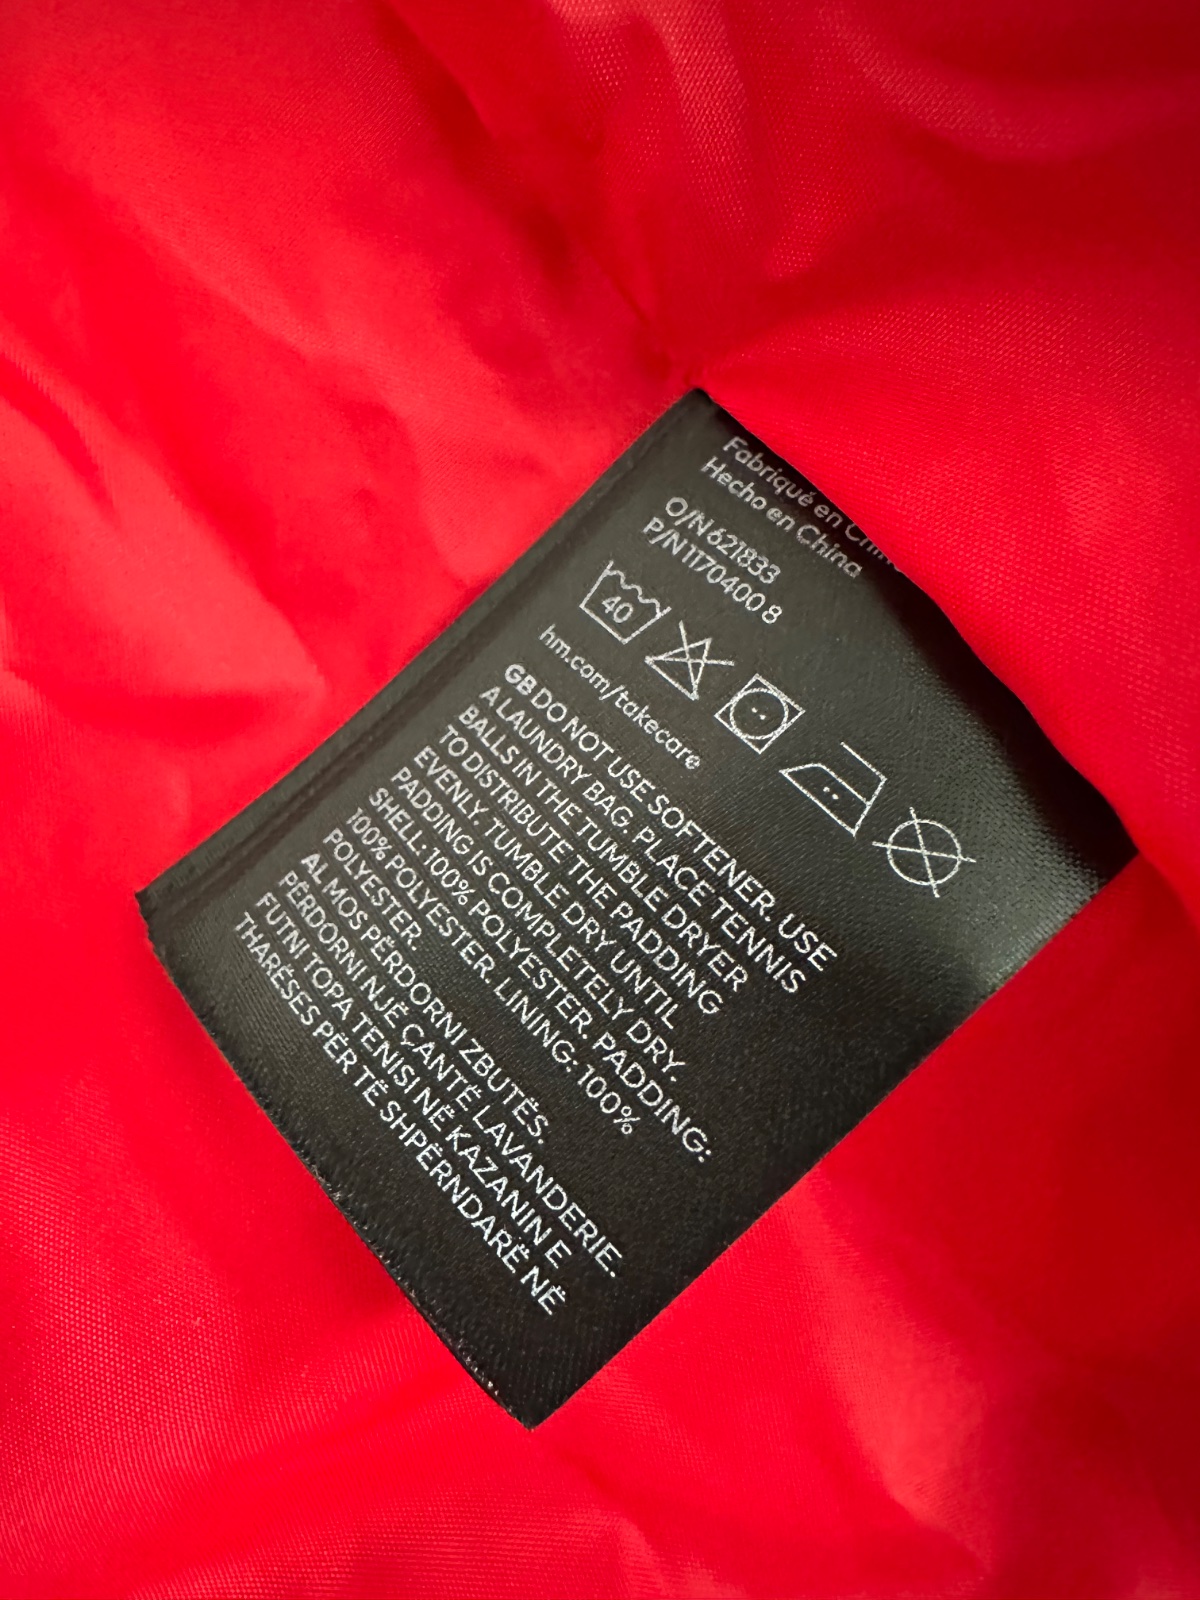 Fabriqué en
Hecho en China
O/N 621833
P/N 1170400 8
40
hm.com/takecare
GB DO NOT USE SOFTENER. USE
A LAUNDRY BAG. PLACE TENNIS
BALLS IN THE TUMBLE DRYER
TO DISTRIBUTE THE PADDING
EVENLY. TUMBLE DRY UNTIL
PADDING IS COMPLETELY DRY.
SHELL: 100% POLYESTER. PADDING:
100% POLYESTER. LINING: 100%
POLYESTER.
AL MOS PËRDORNI ZBUTËS.
PËRDORNI NJË ÇANTË LAVANDERIE.
FUTNI TOPA TENISI NË KAZANIN E
THARËSES PËR TË SHPËRNDARË NË